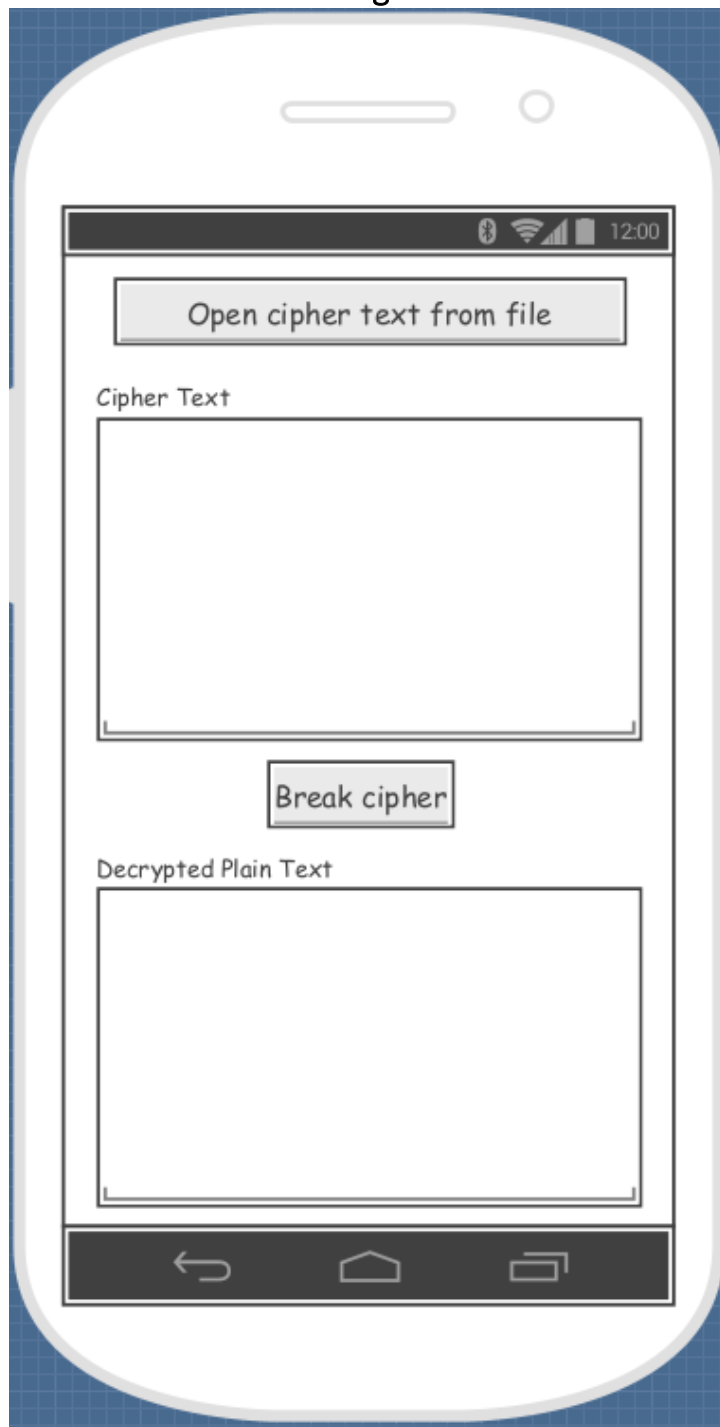 12:00
Open cipher text from file
Cipher Text
Break cipher
Decrypted Plain Text